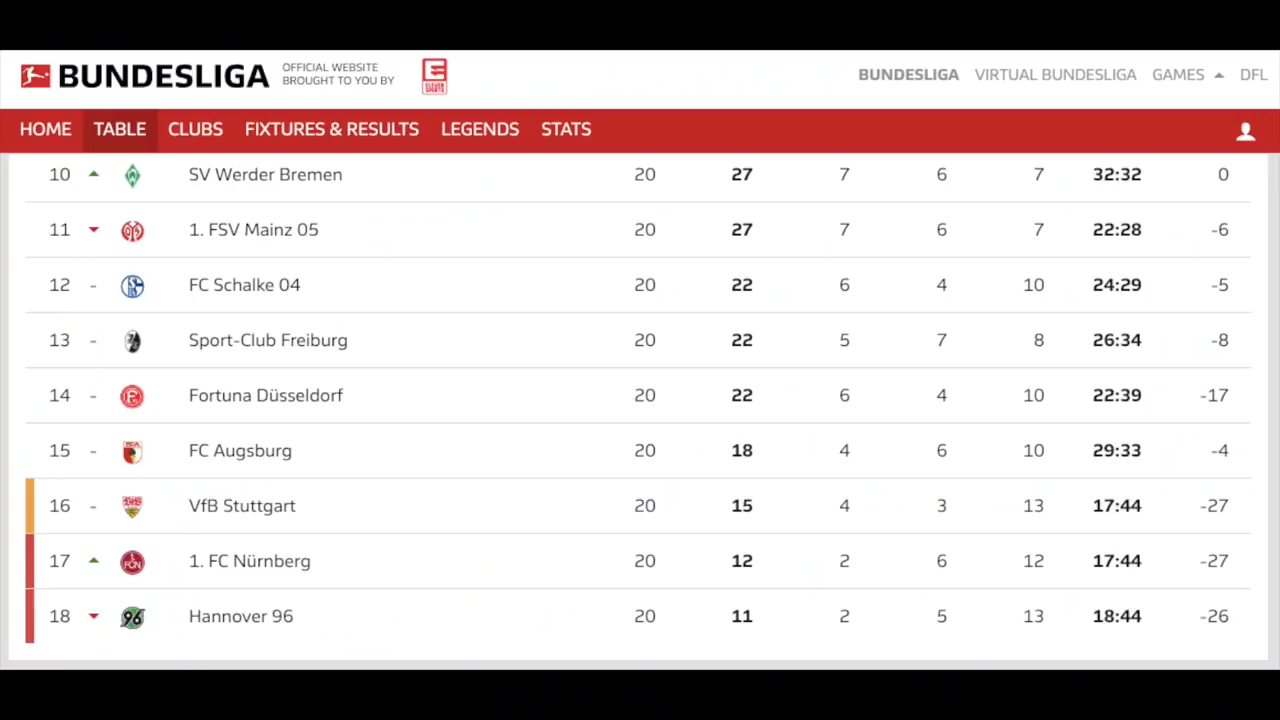 BUNDESLIGA OFFICIAL WEBSITE BROUGHT TO YOU BY BUNDESLIGA VIRTUAL BUNDESLIGA GAMES DFL
HOME TABLE CLUBS FIXTURES & RESULTS LEGENDS STATS
10 SV Werder Bremen 20 27 7 6 7 32:32 0
11 1. FSV Mainz 05 20 27 7 6 7 22:28 -6
12 - FC Schalke 04 20 22 6 4 10 24:29 -5
13 - Sport-Club Freiburg 20 22 5 7 8 26:34 -8
14 - Fortuna Düsseldorf 20 22 6 4 10 22:39 -17
15 - FC Augsburg 20 18 4 6 10 29:33 -4
16 - VfB Stuttgart 20 15 4 3 13 17:44 -27
17 1. FC Nürnberg 20 12 2 6 12 17:44 -27
18 96 Hannover 96 20 11 2 5 13 18:44 -26